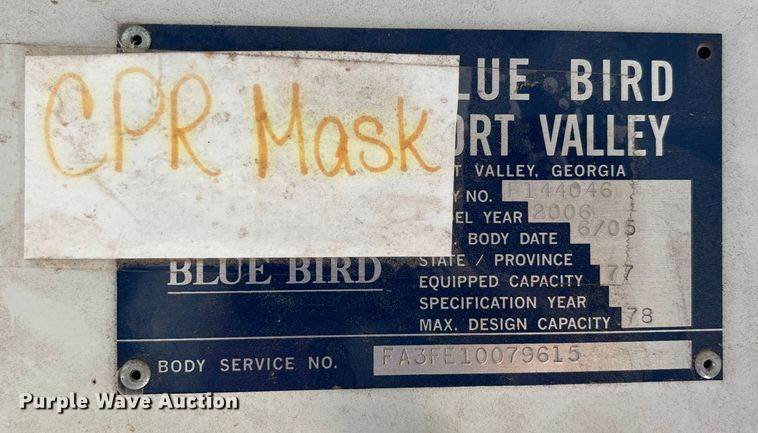 CPR Mask
LUE BIRD
ORT VALLEY
T VALLEY, GEORGIA
Y NO. F144046
EL YEAR 2006
. BODY DATE 6/05
STATE / PROVINCE
BLUE BIRD
EQUIPPED CAPACITY 77
SPECIFICATION YEAR
MAX. DESIGN CAPACITY 78
BODY SERVICE NO. FA3FE10079615
Purple Wave Auction